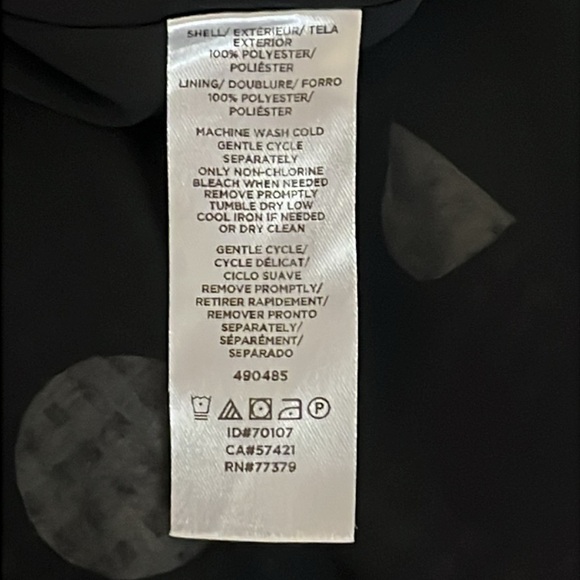 SHELL/ EXTÉRIEUR/ TELA
EXTERIOR
100% POLYESTER/
POLIÉSTER
LINING/ DOUBLURE/ FORRO
100% POLYESTER/
POLIÉSTER
MACHINE WASH COLD
GENTLE CYCLE
SEPARATELY
ONLY NON-CHLORINE
BLEACH WHEN NEEDED
REMOVE PROMPTLY
TUMBLE DRY LOW
COOL IRON IF NEEDED
OR DRY CLEAN
GENTLE CYCLE/
CYCLE DÉLICAT/
CICLO SUAVE
REMOVE PROMPTLY/
RETIRER RAPIDEMENT/
REMOVER PRONTO
SEPARATELY/
SÉPARÉMENT/
SEPARADO
490485
P
ID#70107
CA#57421
RN#77379